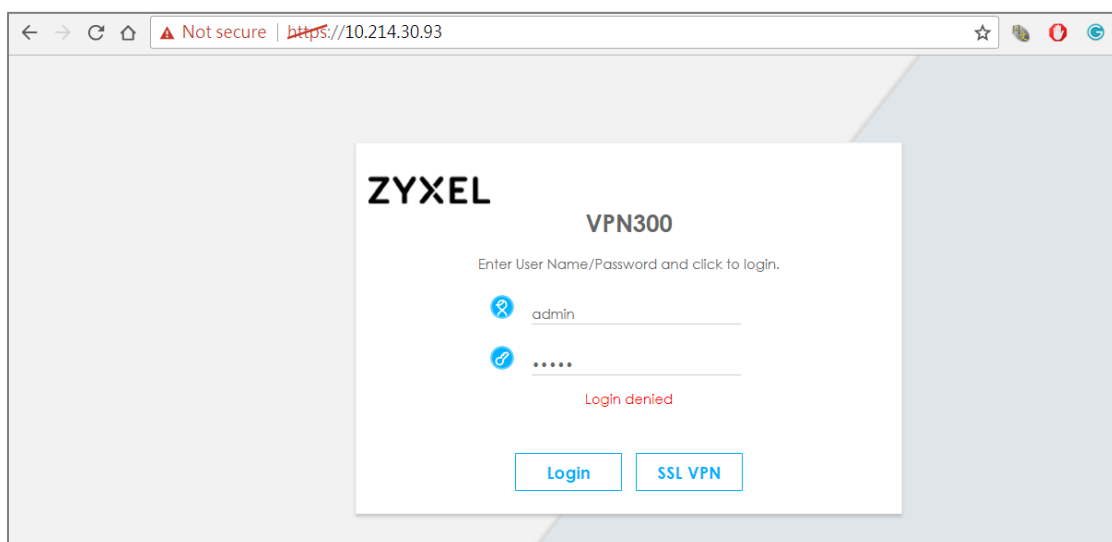 Not secure | https://10.214.30.93
ZYXEL
VPN300
Enter User Name/Password and click to login.
admin
•••••
Login denied
Login SSL VPN